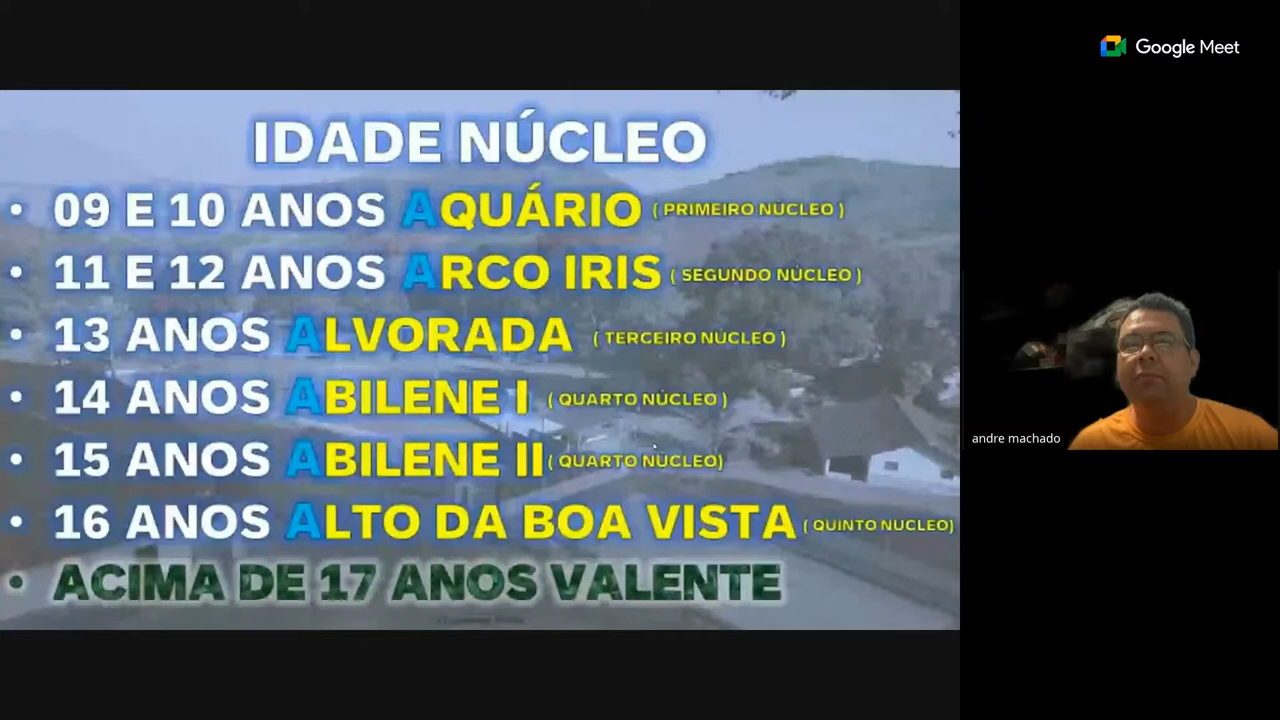 Google Meet
IDADE NÚCLEO
• 09 E 10 ANOS AQUÁRIO ( PRIMEIRO NÚCLEO )
• 11 E 12 ANOS ARCO IRIS ( SEGUNDO NÚCLEO )
• 13 ANOS ALVORADA ( TERCEIRO NÚCLEO )
• 14 ANOS ABILENE I ( QUARTO NÚCLEO )
• 15 ANOS ABILENE II ( QUARTO NÚCLEO)
• 16 ANOS ALTO DA BOA VISTA ( QUINTO NUCLEO)
• ACIMA DE 17 ANOS VALENTE
andre machado